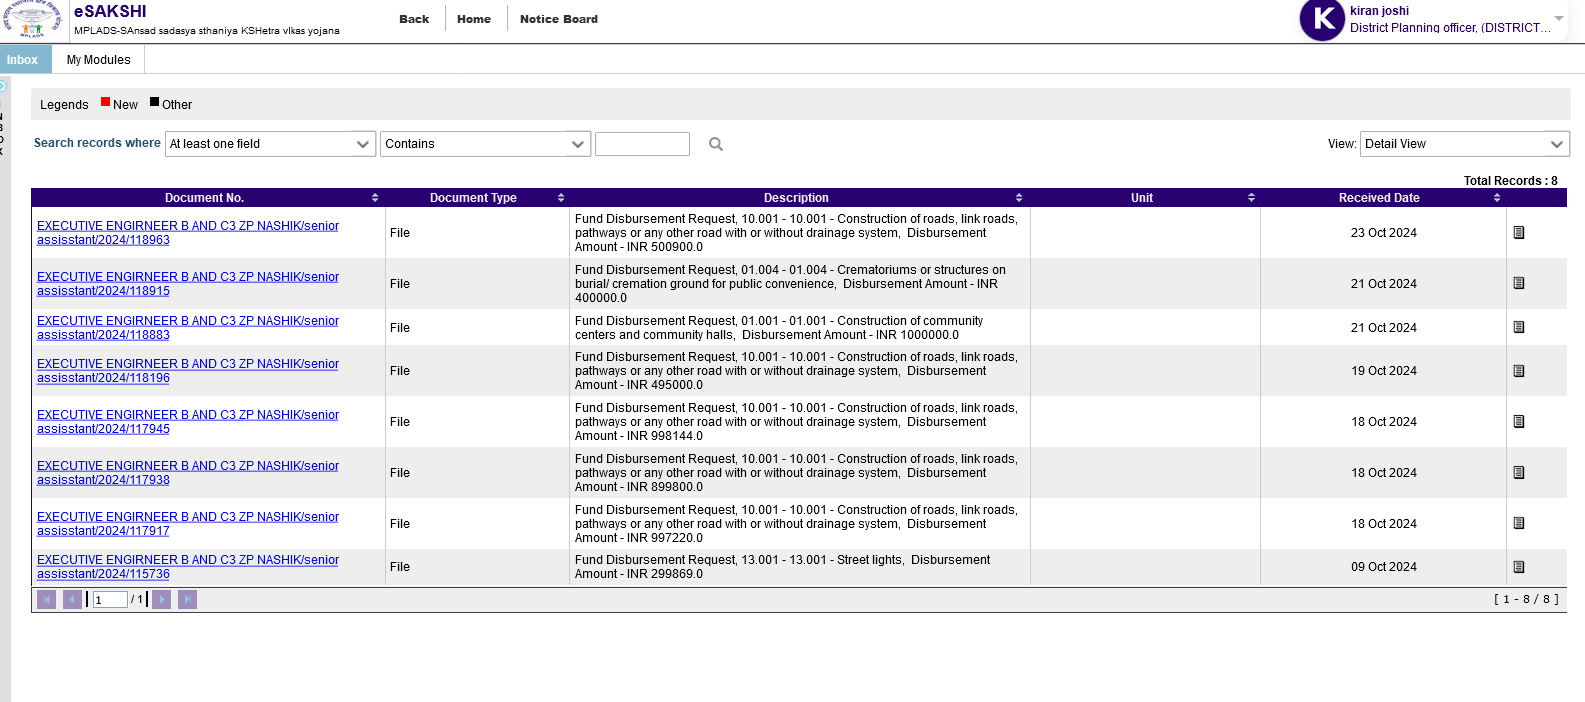 eSAKSHI
MPLADS-SAnsad sadasya sthaniya KSHetra vIkas yojana
Back Home Notice Board
K
kiran joshi
District Planning officer, (DISTRICT...
Inbox My Modules
Legends New Other
Search records where At least one field Contains
View: Detail View
Total Records : 8
Document No. Document Type Description Unit Received Date
EXECUTIVE ENGIRNEER B AND C3 ZP NASHIK/senior
assisstant/2024/118963
File
Fund Disbursement Request, 10.001 - 10.001 - Construction of roads, link roads,
pathways or any other road with or without drainage system, Disbursement
Amount - INR 500900.0
23 Oct 2024
EXECUTIVE ENGIRNEER B AND C3 ZP NASHIK/senior
assisstant/2024/118915
File
Fund Disbursement Request, 01.004 - 01.004 - Crematoriums or structures on
burial/ cremation ground for public convenience, Disbursement Amount - INR
400000.0
21 Oct 2024
EXECUTIVE ENGIRNEER B AND C3 ZP NASHIK/senior
assisstant/2024/118883
File
Fund Disbursement Request, 01.001 - 01.001 - Construction of community
centers and community halls, Disbursement Amount - INR 1000000.0
21 Oct 2024
EXECUTIVE ENGIRNEER B AND C3 ZP NASHIK/senior
assisstant/2024/118196
File
Fund Disbursement Request, 10.001 - 10.001 - Construction of roads, link roads,
pathways or any other road with or without drainage system, Disbursement
Amount - INR 495000.0
19 Oct 2024
EXECUTIVE ENGIRNEER B AND C3 ZP NASHIK/senior
assisstant/2024/117945
File
Fund Disbursement Request, 10.001 - 10.001 - Construction of roads, link roads,
pathways or any other road with or without drainage system, Disbursement
Amount - INR 998144.0
18 Oct 2024
EXECUTIVE ENGIRNEER B AND C3 ZP NASHIK/senior
assisstant/2024/117938
File
Fund Disbursement Request, 10.001 - 10.001 - Construction of roads, link roads,
pathways or any other road with or without drainage system, Disbursement
Amount - INR 899800.0
18 Oct 2024
EXECUTIVE ENGIRNEER B AND C3 ZP NASHIK/senior
assisstant/2024/117917
File
Fund Disbursement Request, 10.001 - 10.001 - Construction of roads, link roads,
pathways or any other road with or without drainage system, Disbursement
Amount - INR 997220.0
18 Oct 2024
EXECUTIVE ENGIRNEER B AND C3 ZP NASHIK/senior
assisstant/2024/115736
File
Fund Disbursement Request, 13.001 - 13.001 - Street lights, Disbursement
Amount - INR 299869.0
09 Oct 2024
1 / 1
[ 1 - 8 / 8 ]